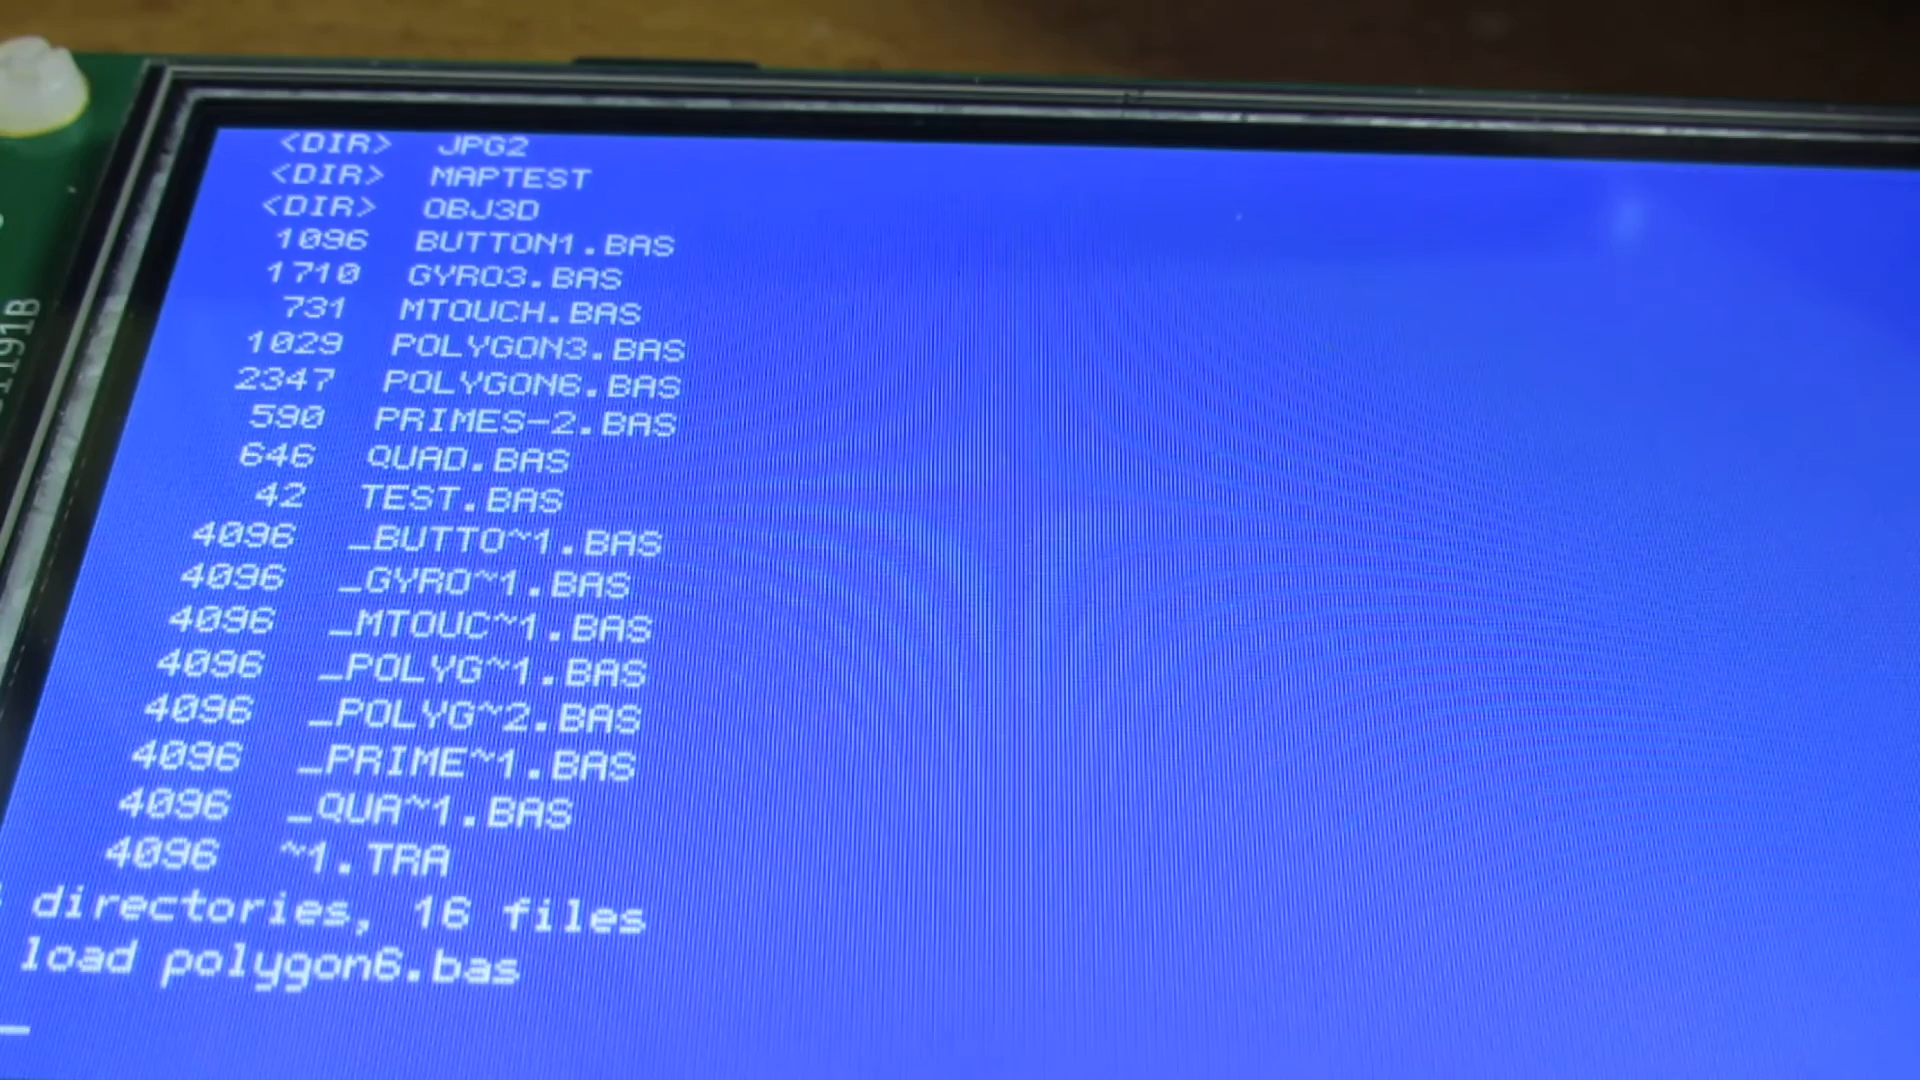 <DIR> JPG2
<DIR> MAPTEST
<DIR> OBJ3D
1096 BUTTON1.BAS
1710 GYRO3.BAS
731 MTOUCH.BAS
1029 POLYGON3.BAS
2347 POLYGON6.BAS
590 PRIMES-2.BAS
646 QUAD.BAS
42 TEST.BAS
4096 _BUTTO~1.BAS
4096 _GYRO~1.BAS
4096 _MTOUC~1.BAS
4096 _POLYG~1.BAS
4096 _POLYG~2.BAS
4096 _PRIME~1.BAS
4096 _QUA~1.BAS
4096 ~1.TRA
directories, 16 files
load polygon6.bas
_